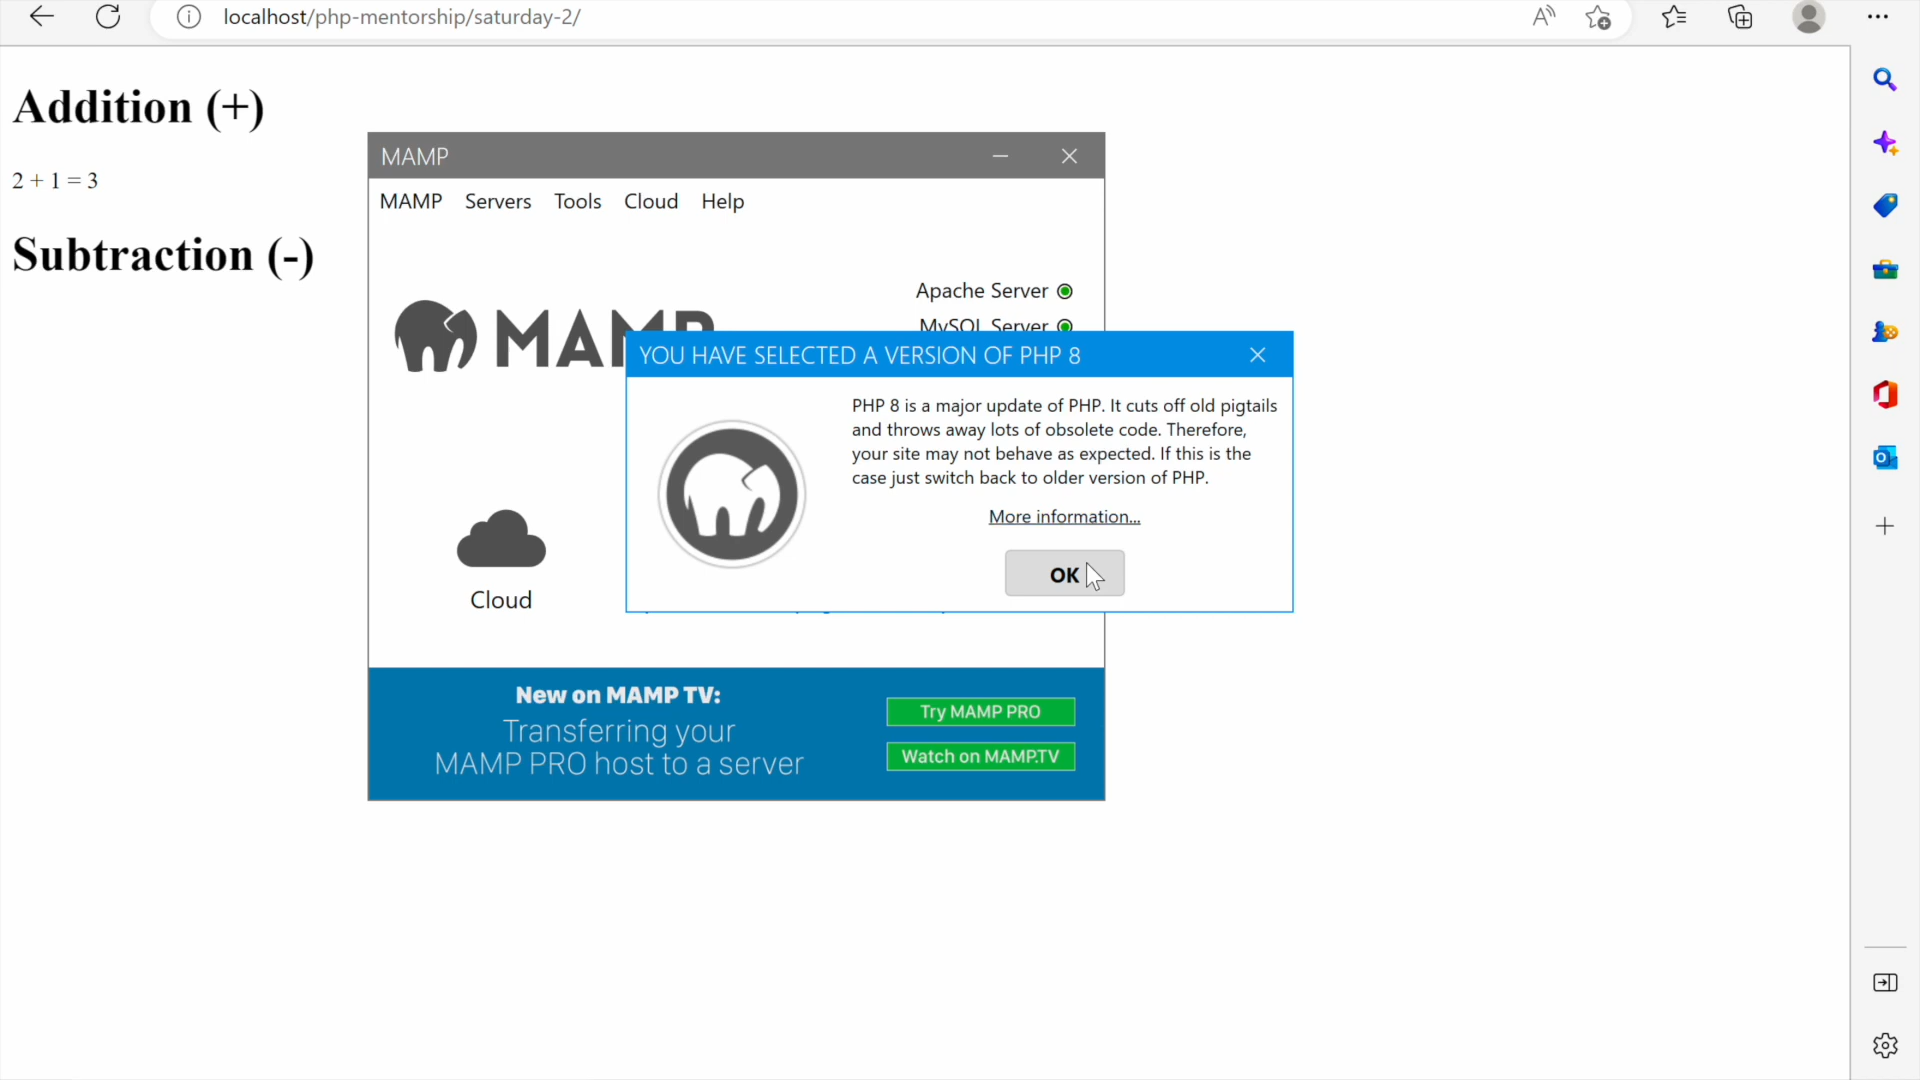 localhost/php-mentorship/saturday-2/
Addition (+)
2 + 1 = 3
Subtraction (-)
MAMP
MAMP Servers Tools Cloud Help
Apache Server
MySQL Server
MAMP
YOU HAVE SELECTED A VERSION OF PHP 8
PHP 8 is a major update of PHP. It cuts off old pigtails
and throws away lots of obsolete code. Therefore,
your site may not behave as expected. If this is the
case just switch back to older version of PHP.
More information...
OK
Cloud
New on MAMP TV:
Transferring your
MAMP PRO host to a server
Try MAMP PRO
Watch on MAMP.TV